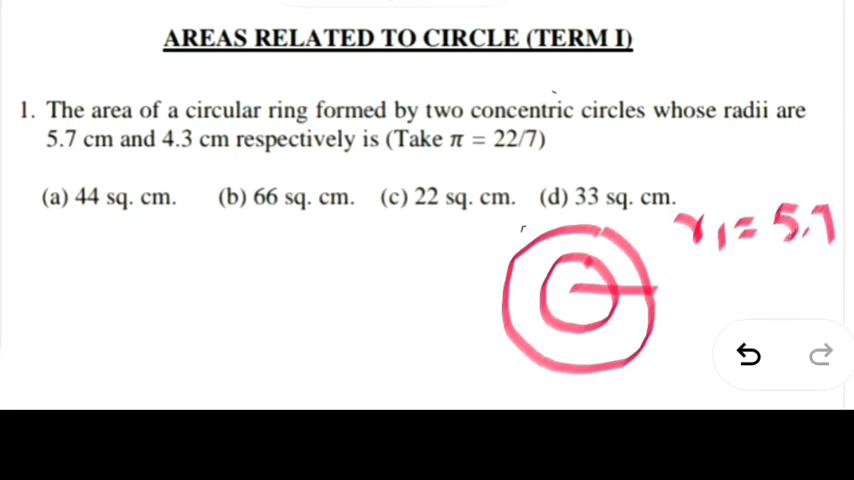 AREAS RELATED TO CIRCLE (TERM I)
1. The area of a circular ring formed by two concentric circles whose radii are
5.7 cm and 4.3 cm respectively is (Take π = 22/7)
(a) 44 sq. cm. (b) 66 sq. cm. (c) 22 sq. cm. (d) 33 sq. cm.
r₁ = 5.7